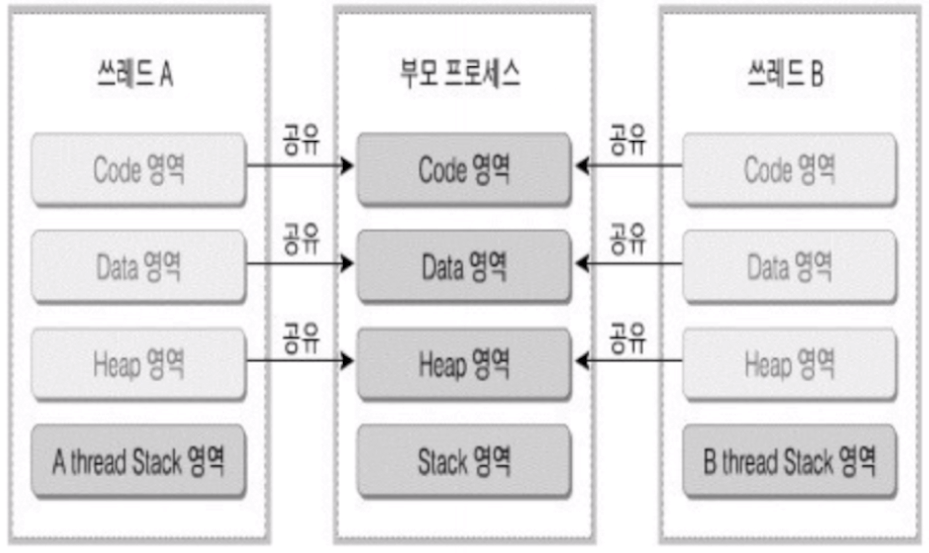 쓰레드 A
부모 프로세스
쓰레드 B
Code 영역
공유
Code 영역
공유
Code 영역
Data 영역
공유
Data 영역
공유
Data 영역
Heap 영역
공유
Heap 영역
공유
Heap 영역
A thread Stack 영역
Stack 영역
B thread Stack 영역